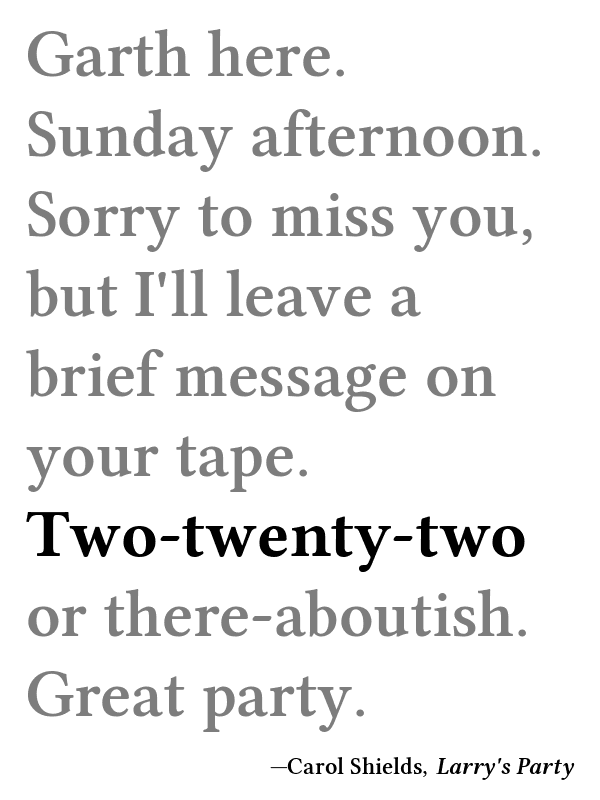 Garth here.
Sunday afternoon.
Sorry to miss you,
but I'll leave a
brief message on
your tape.
Two-twenty-two
or there-aboutish.
Great party.
—Carol Shields, Larry's Party